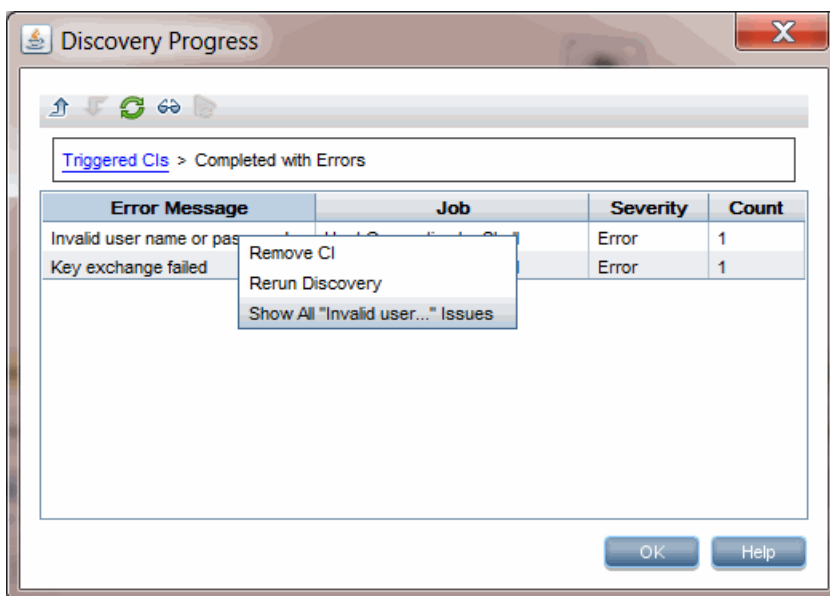 Discovery Progress
X
Triggered CIs > Completed with Errors
Error Message Job Severity Count
Invalid user name or Error 1
Key exchange failed Error 1
Remove CI
Rerun Discovery
Show All "Invalid user..." Issues
OK Help